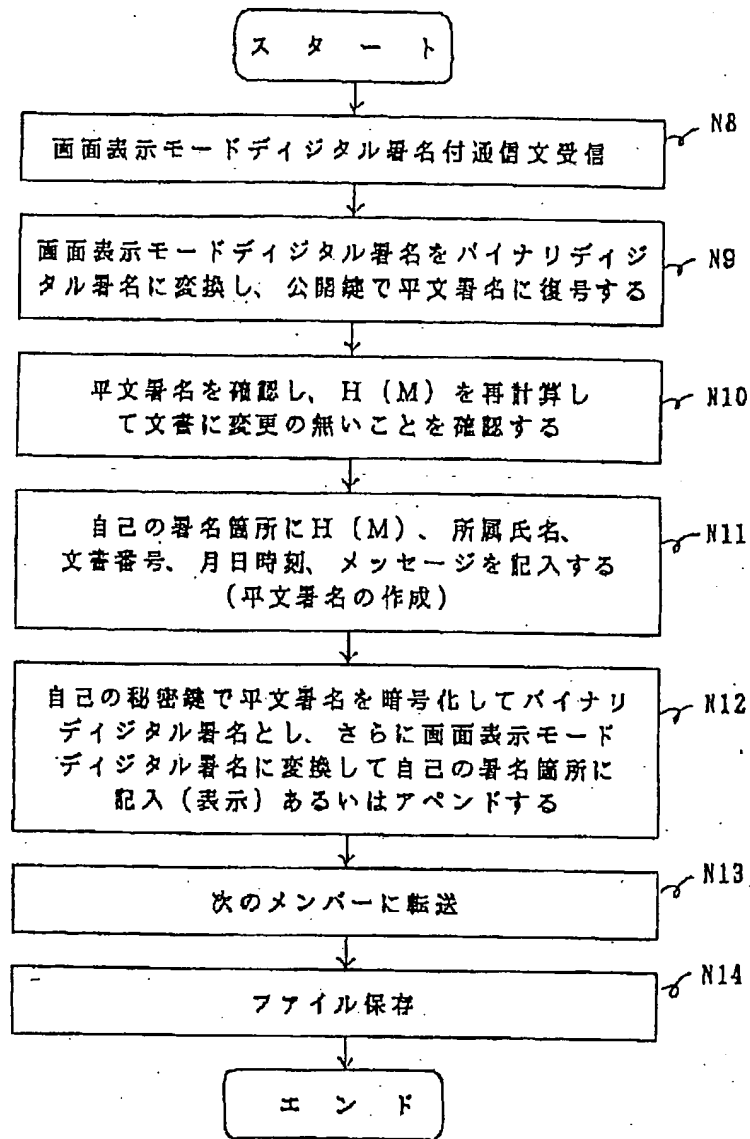 スタート
画面表示モードディジタル署名付通信文受信
N8
画面表示モードディジタル署名をバイナリディジ
タル署名に変換し、公開鍵で平文署名に復号する
N9
平文署名を確認し、H(M)を再計算し
て文書に変更の無いことを確認する
N10
自己の署名箇所にH(M)、所属氏名、
文書番号、月日時刻、メッセージを記入する
(平文署名の作成)
N11
自己の秘密鍵で平文署名を暗号化してバイナリ
ディジタル署名とし、さらに画面表示モード
ディジタル署名に変換して自己の署名箇所に
記入(表示)あるいはアペンドする
N12
次のメンバーに転送
N13
ファイル保存
N14
エンド